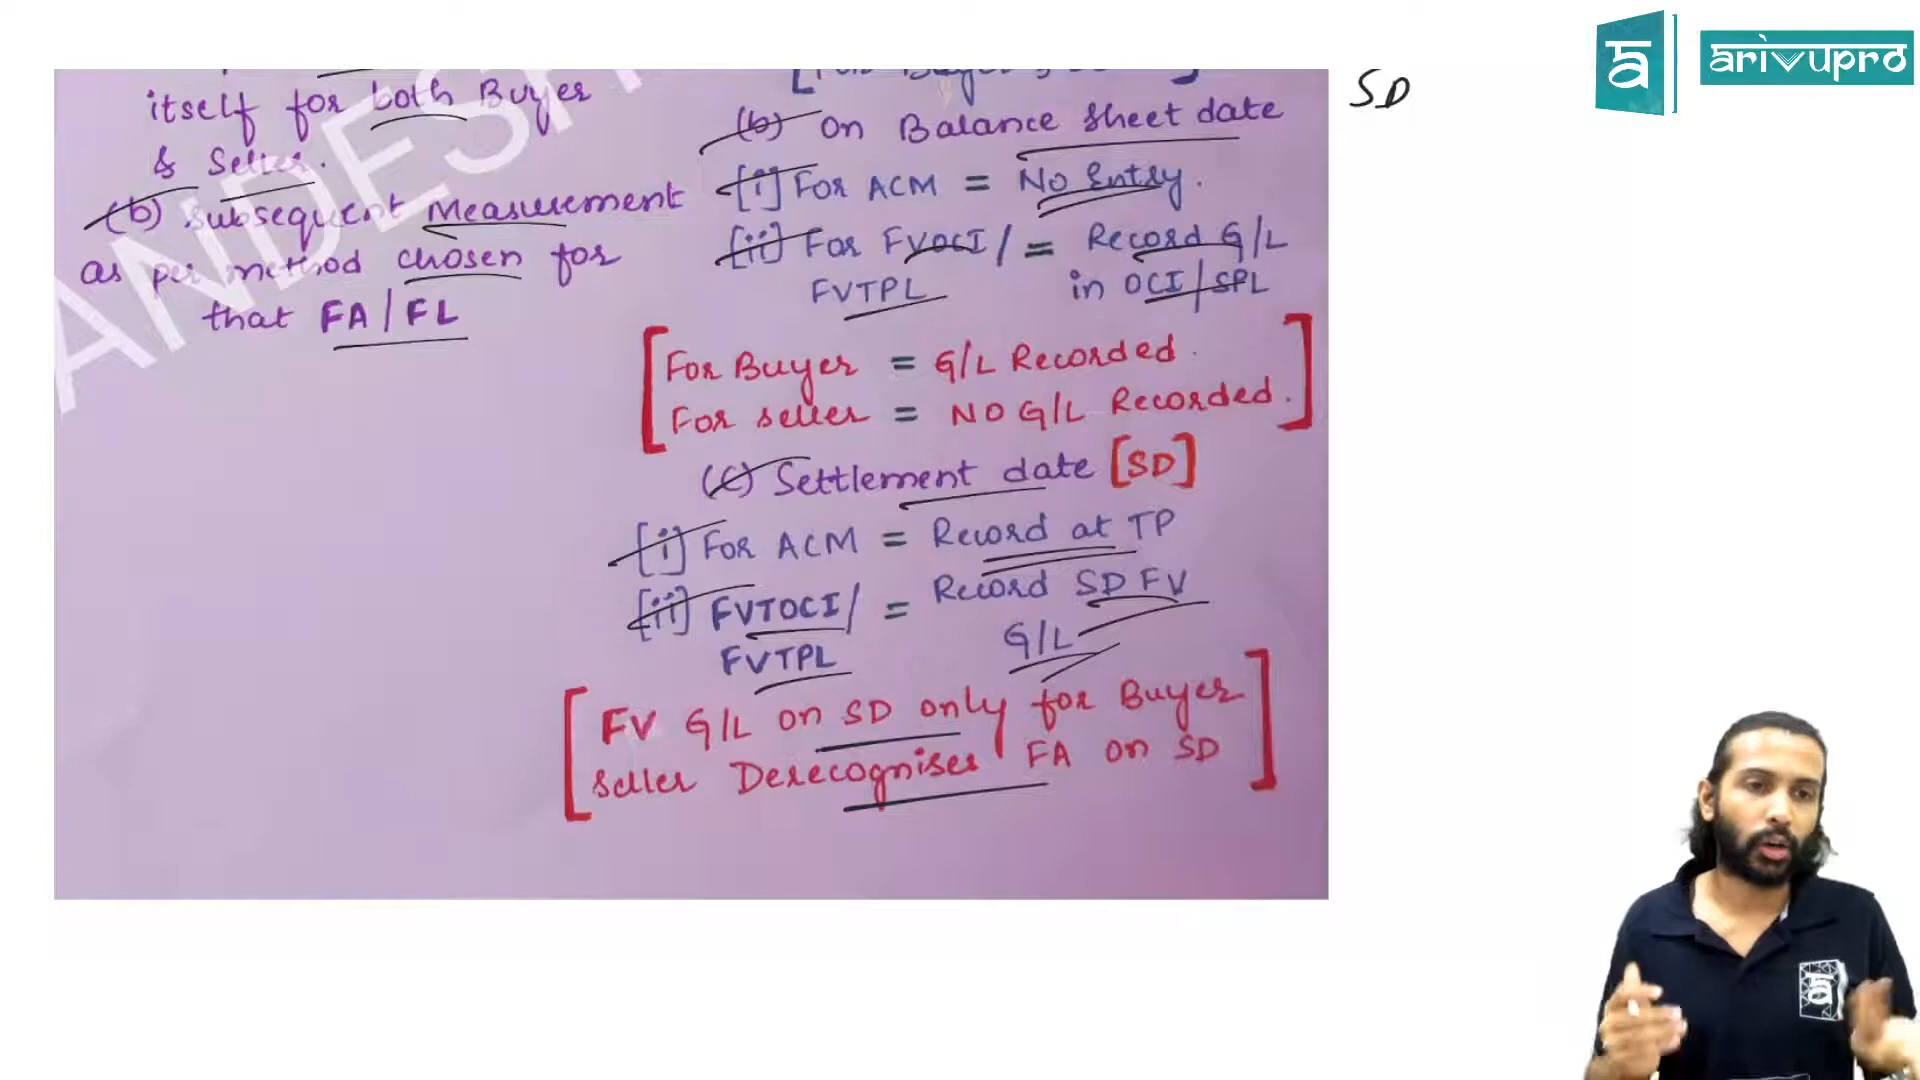 itself for both Buyer
& Seller.
(b) Subsequent Measurement
as per method chosen for
that FA/FL
(b) on Balance sheet date
[i] For ACM = No Entry.
[ii] For FVOCI/ = Record G/L
FVTPL in OCI/SPL
[For Buyer = G/L Recorded.
For seller = NO G/L Recorded.]
(c) Settlement date [SD]
[i] For ACM = Record at TP
[ii] FVTOCI/ = Record SD FV
FVTPL G/L
[FV G/L on SD only for Buyer
seller Derecognises FA on SD]
SD
ā
arivupro